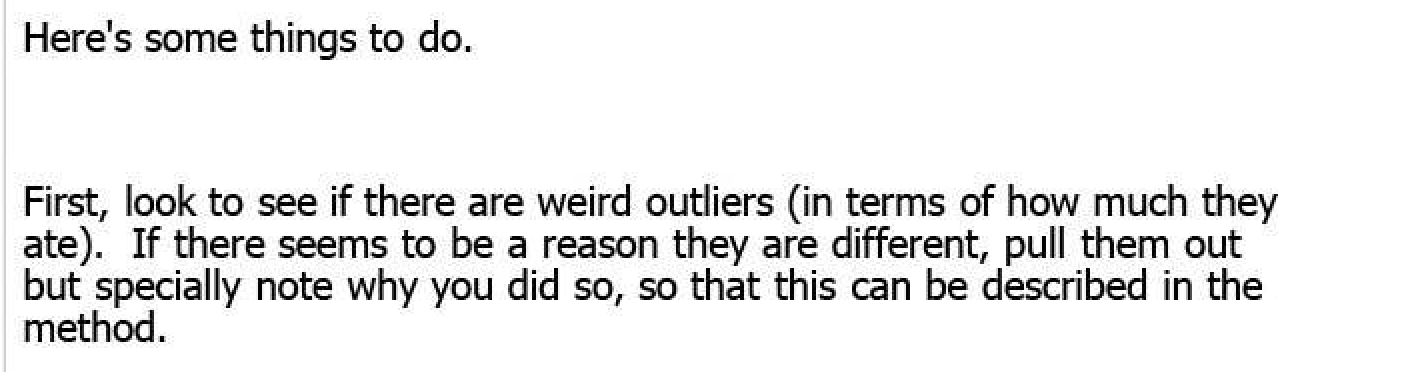 Here's some things to do.
First, look to see if there are weird outliers (in terms of how much they
ate).  If there seems to be a reason they are different, pull them out
but specially note why you did so, so that this can be described in the
method.